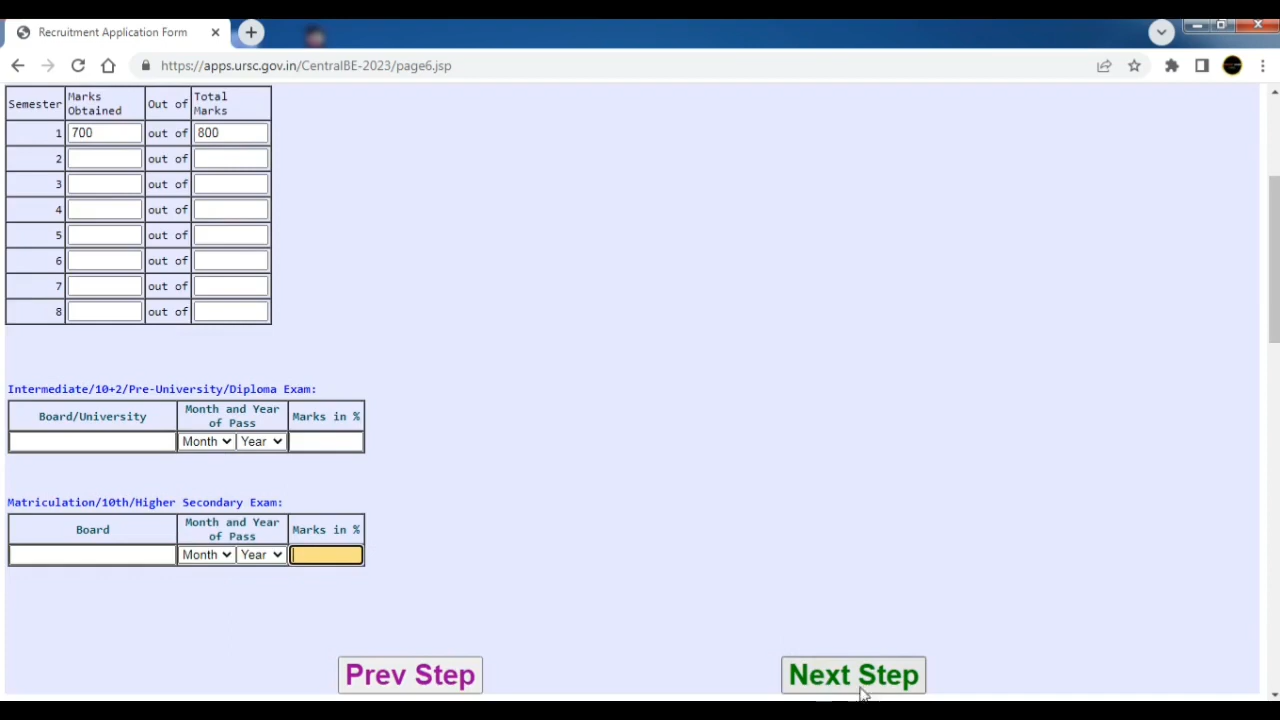 Recruitment Application Form
https://apps.ursc.gov.in/CentralBE-2023/page6.jsp
Semester Marks Obtained Out of Total Marks
1 700 out of 800
2 out of
3 out of
4 out of
5 out of
6 out of
7 out of
8 out of
Intermediate/10+2/Pre-University/Diploma Exam:
Board/University Month and Year of Pass Marks in %
Month Year
Matriculation/10th/Higher Secondary Exam:
Board Month and Year of Pass Marks in %
Month Year
Prev Step Next Step